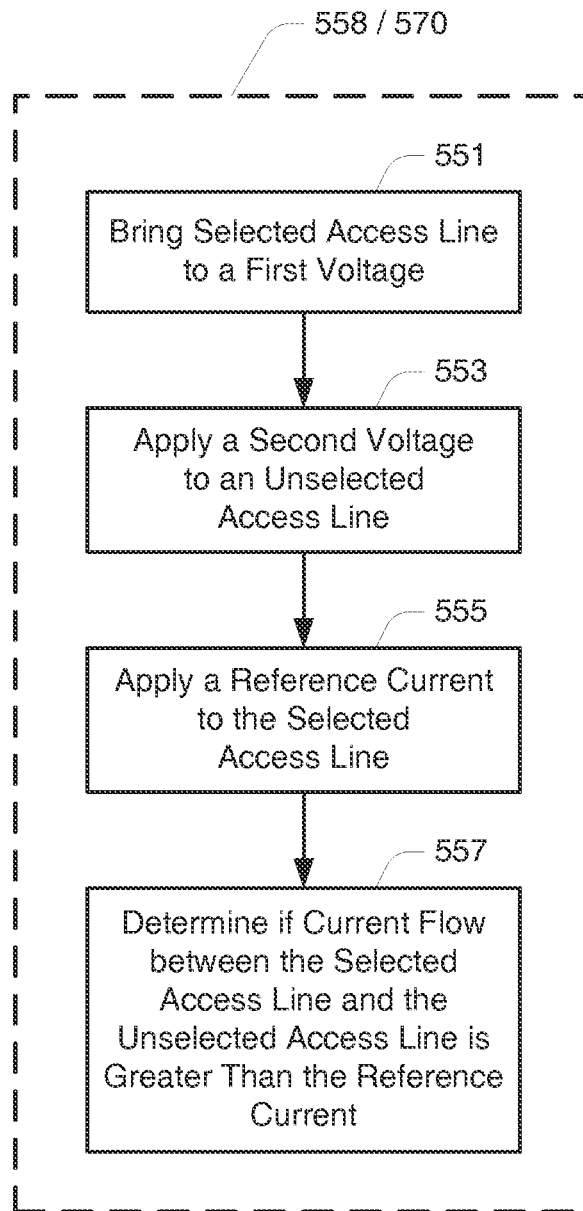 558 / 570
551
Bring Selected Access Line
to a First Voltage
553
Apply a Second Voltage
to an Unselected
Access Line
555
Apply a Reference Current
to the Selected
Access Line
557
Determine if Current Flow
between the Selected
Access Line and the
Unselected Access Line is
Greater Than the Reference
Current